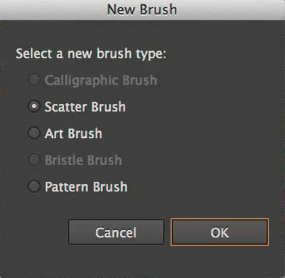 New Brush
Select a new brush type:
Calligraphic Brush
Scatter Brush
Art Brush
Bristle Brush
Pattern Brush
Cancel OK